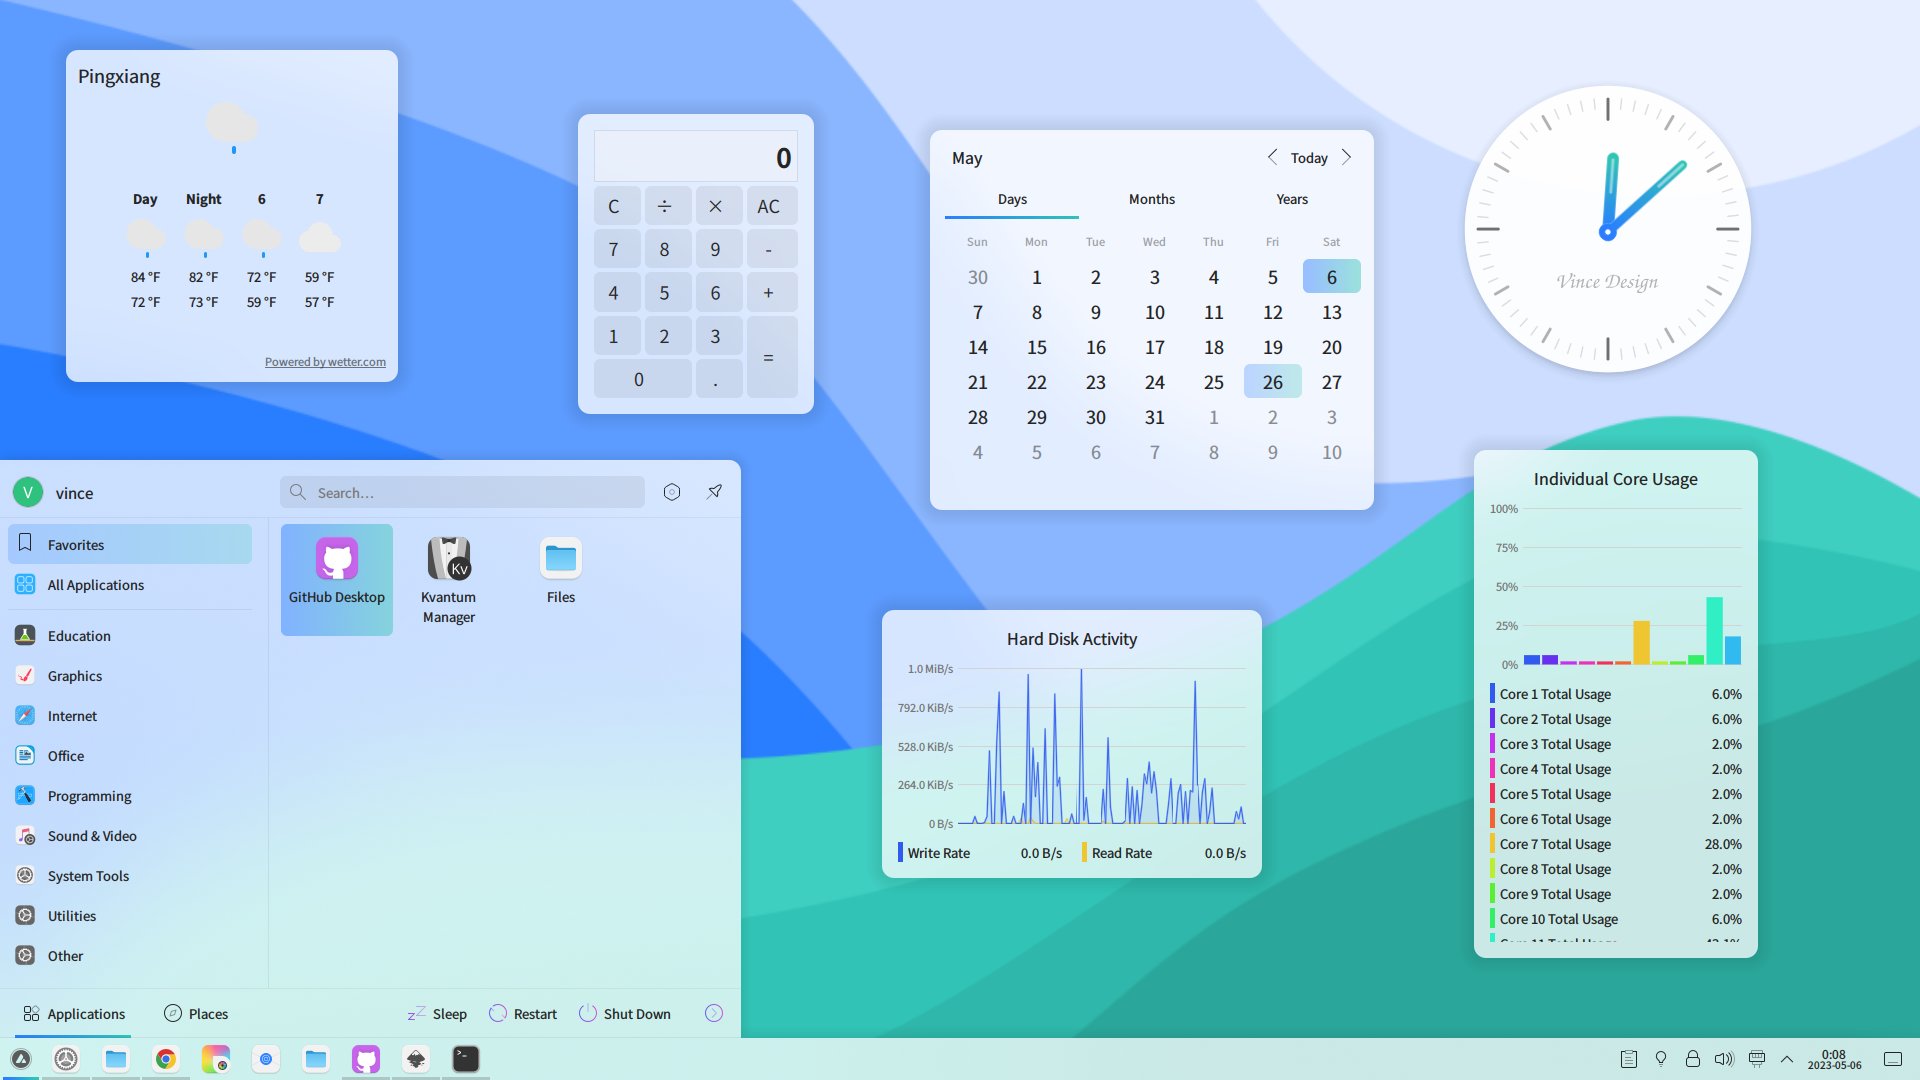 Pingxiang
Day Night 6 7
84 °F 82 °F 72 °F 59 °F
72 °F 73 °F 59 °F 57 °F
Powered by wetter.com
0
C ÷ × AC
7 8 9 -
4 5 6 +
1 2 3 =
0 .
May
Today
Days Months Years
Sun Mon Tue Wed Thu Fri Sat
30 1 2 3 4 5 6
7 8 9 10 11 12 13
14 15 16 17 18 19 20
21 22 23 24 25 26 27
28 29 30 31 1 2 3
4 5 6 7 8 9 10
Vince Design
V vince
Search...
Favorites
All Applications
Education
Graphics
Internet
Office
Programming
Sound & Video
System Tools
Utilities
Other
GitHub Desktop
Kv
Kvantum
Manager
Files
Applications Places
Sleep Restart Shut Down
Hard Disk Activity
1.0 MiB/s
792.0 KiB/s
528.0 KiB/s
264.0 KiB/s
0 B/s
Write Rate 0.0 B/s Read Rate 0.0 B/s
Individual Core Usage
100%
75%
50%
25%
0%
Core 1 Total Usage 6.0%
Core 2 Total Usage 6.0%
Core 3 Total Usage 2.0%
Core 4 Total Usage 2.0%
Core 5 Total Usage 2.0%
Core 6 Total Usage 2.0%
Core 7 Total Usage 28.0%
Core 8 Total Usage 2.0%
Core 9 Total Usage 2.0%
Core 10 Total Usage 6.0%
Core 11 Total Usage
0:08
2023-05-06